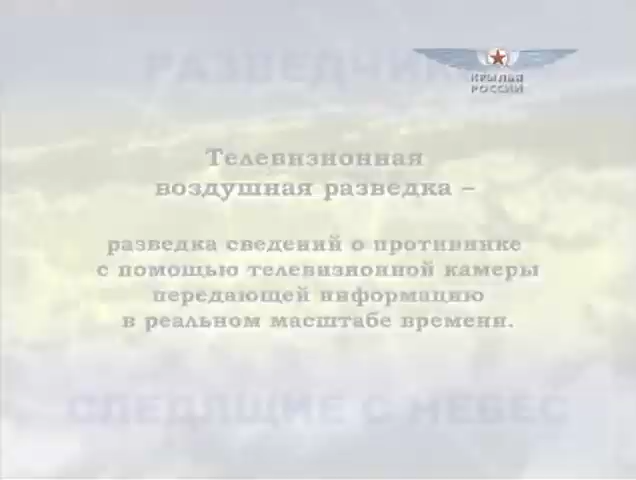 РАЗВЕДЧИКИ
КРЫЛЬЯ
РОССИИ
Телевизионная
воздушная разведка –
разведка сведений о противнике
с помощью телевизионной камеры
передающей информацию
в реальном масштабе времени.
СЛЕДЯЩИЕ С НЕБЕС